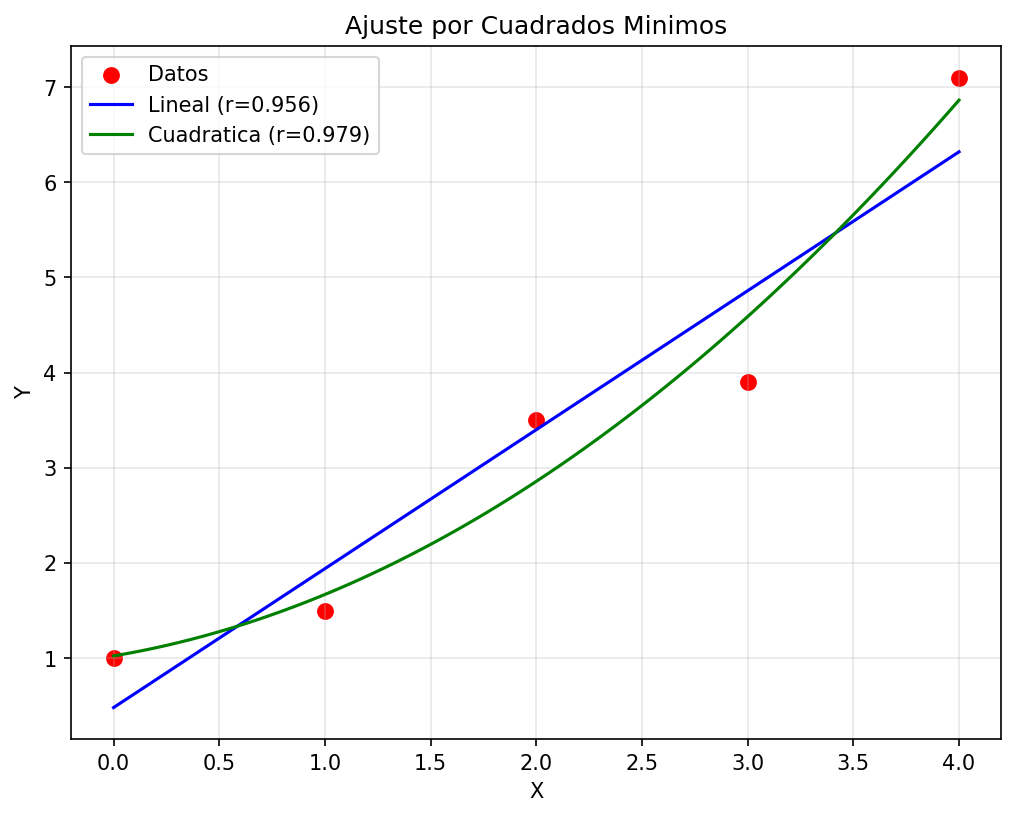 Ajuste por Cuadrados Minimos
Datos
Lineal (r=0.956)
Cuadratica (r=0.979)
7
6
5
4
3
2
1
Y
0.0 0.5 1.0 1.5 2.0 2.5 3.0 3.5 4.0
X